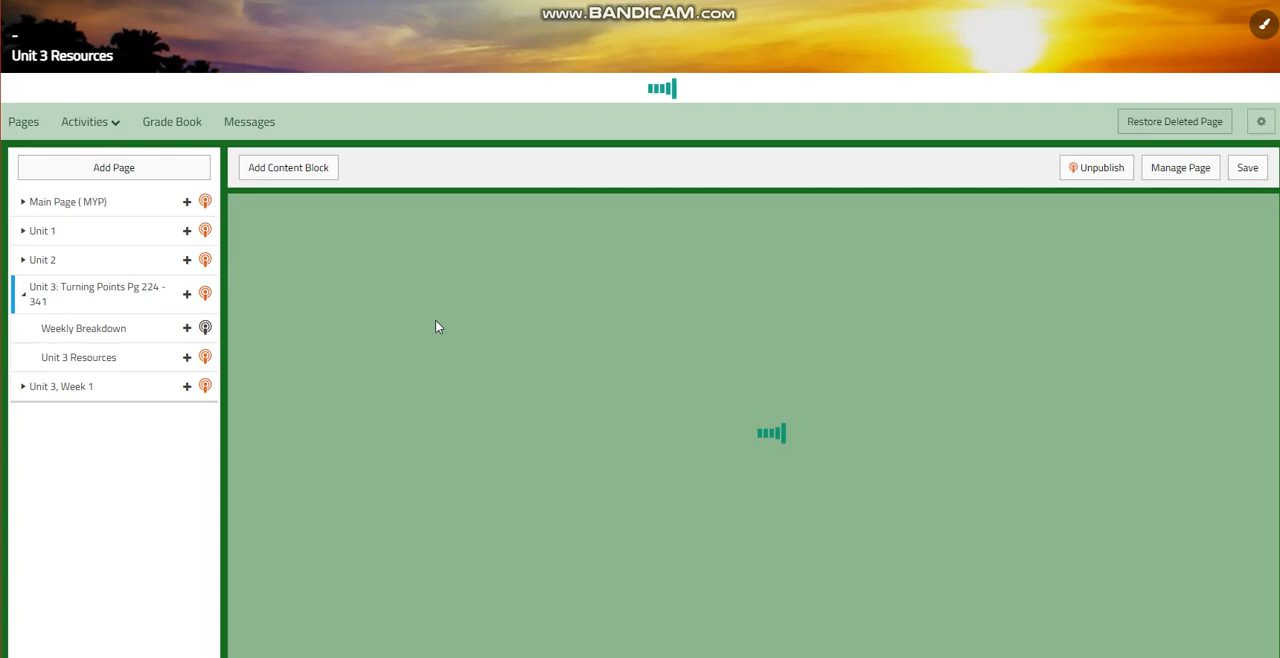 www.BANDICAM.com
-
Unit 3 Resources
Pages
Activities
Grade Book
Messages
Restore Deleted Page
Add Page
Add Content Block
Unpublish
Manage Page
Save
Main Page ( MYP)
Unit 1
Unit 2
Unit 3: Turning Points Pg 224 -
341
Weekly Breakdown
Unit 3 Resources
Unit 3, Week 1